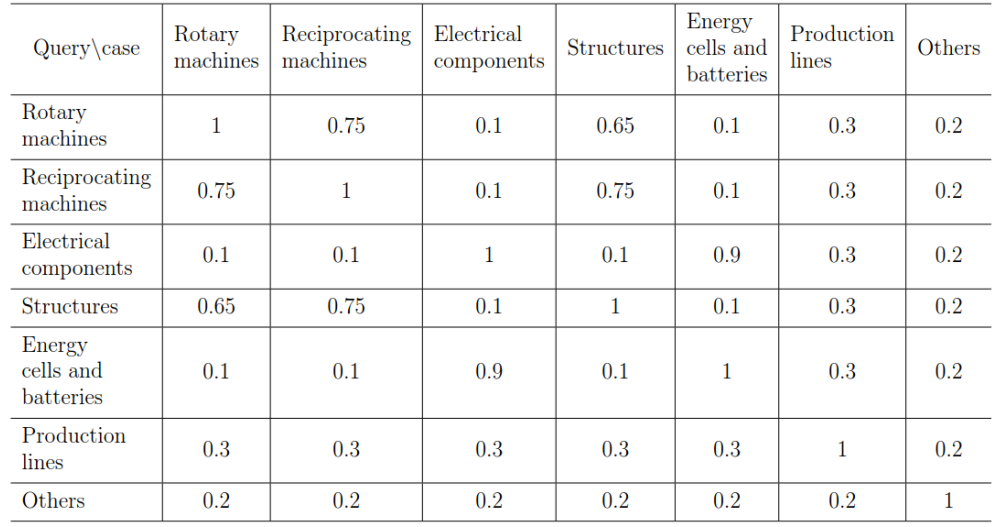 Query\case Rotary machines Reciprocating machines Electrical components Structures Energy cells and batteries Production lines Others
Rotary machines 1 0.75 0.1 0.65 0.1 0.3 0.2
Reciprocating machines 0.75 1 0.1 0.75 0.1 0.3 0.2
Electrical components 0.1 0.1 1 0.1 0.9 0.3 0.2
Structures 0.65 0.75 0.1 1 0.1 0.3 0.2
Energy cells and batteries 0.1 0.1 0.9 0.1 1 0.3 0.2
Production lines 0.3 0.3 0.3 0.3 0.3 1 0.2
Others 0.2 0.2 0.2 0.2 0.2 0.2 1